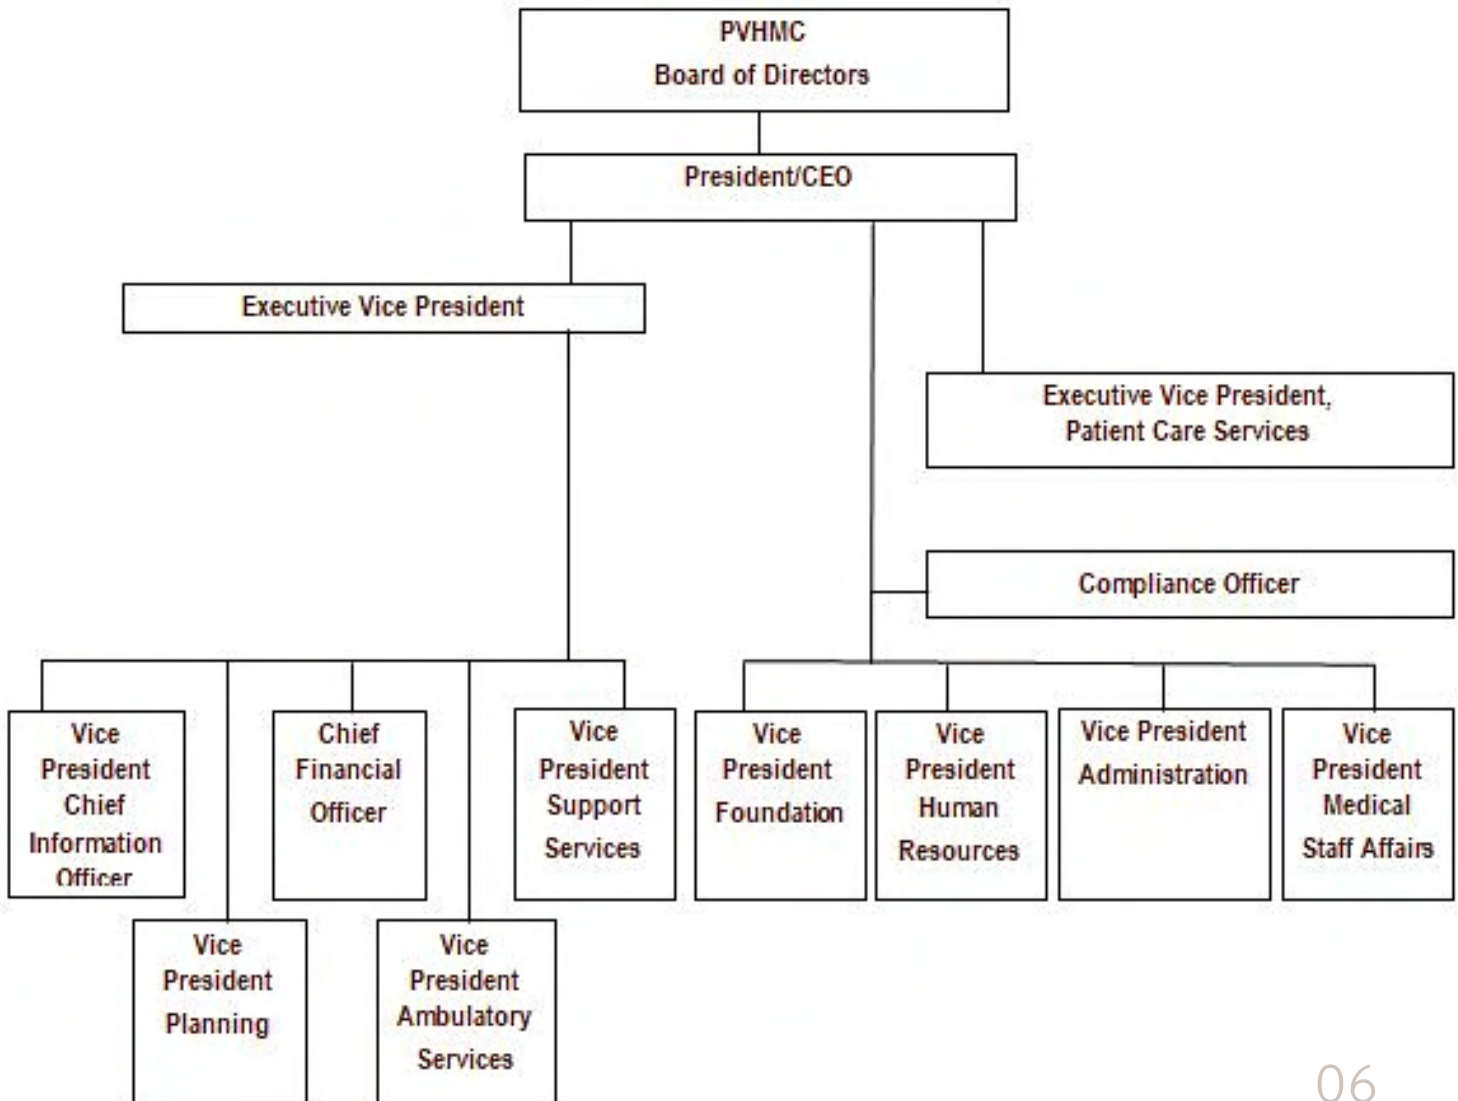 PVHMC
Board of Directors
President/CEO
Executive Vice President
Executive Vice President,
Patient Care Services
Compliance Officer
Vice
President
Chief
Information
Officer
Chief
Financial
Officer
Vice
President
Support
Services
Vice
President
Foundation
Vice
President
Human
Resources
Vice President
Administration
Vice
President
Medical
Staff Affairs
Vice
President
Planning
Vice
President
Ambulatory
Services
06